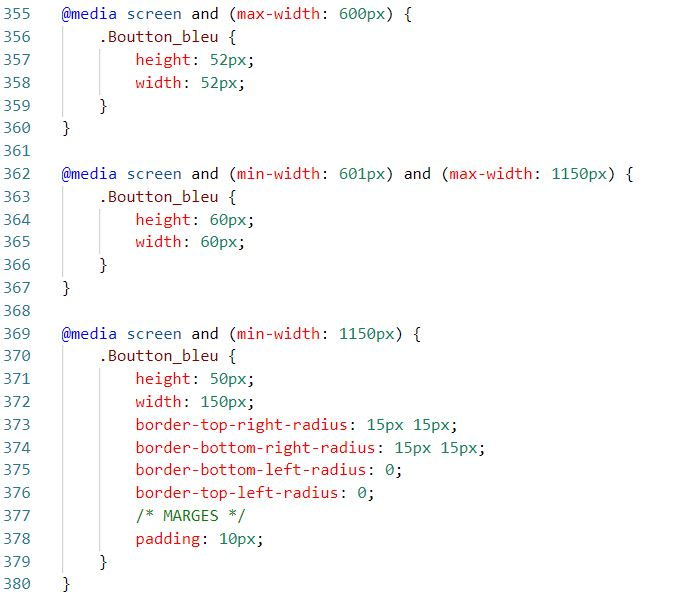 355 @media screen and (max-width: 600px) {
356 .Boutton_bleu {
357 height: 52px;
358 width: 52px;
359 }
360 }
361
362 @media screen and (min-width: 601px) and (max-width: 1150px) {
363 .Boutton_bleu {
364 height: 60px;
365 width: 60px;
366 }
367 }
368
369 @media screen and (min-width: 1150px) {
370 .Boutton_bleu {
371 height: 50px;
372 width: 150px;
373 border-top-right-radius: 15px 15px;
374 border-bottom-right-radius: 15px 15px;
375 border-bottom-left-radius: 0;
376 border-top-left-radius: 0;
377 /* MARGES */
378 padding: 10px;
379 }
380 }